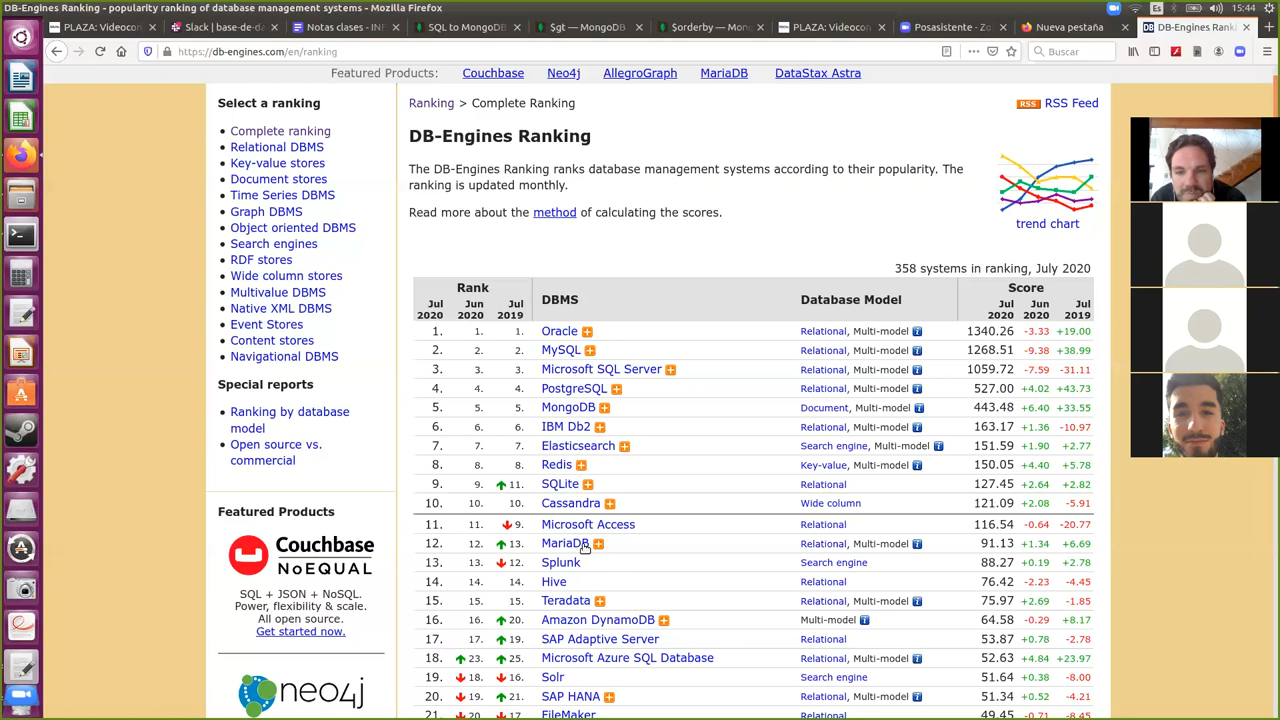 DB-Engines Ranking - popularity ranking of database management systems - Mozilla Firefox
Es
15:44
PLAZA: Videoconf
Slack | base-de-da
Notas clases - INF
SQL to MongoDB
$gt — MongoDB
$orderby — Mong
PLAZA: Videoconf
Posasistente - Zo
Nueva pestaña
DB-Engines Rankin
https://db-engines.com/en/ranking
Buscar
Featured Products: Couchbase Neo4j AllegroGraph MariaDB DataStax Astra
Select a ranking
Complete ranking
Relational DBMS
Key-value stores
Document stores
Time Series DBMS
Graph DBMS
Object oriented DBMS
Search engines
RDF stores
Wide column stores
Multivalue DBMS
Native XML DBMS
Event Stores
Content stores
Navigational DBMS
Special reports
Ranking by database
model
Open source vs.
commercial
Featured Products
Couchbase
NoEQUAL
SQL + JSON + NoSQL.
Power, flexibility & scale.
All open source.
Get started now.
neo4j
Ranking > Complete Ranking
RSS RSS Feed
DB-Engines Ranking
The DB-Engines Ranking ranks database management systems according to their popularity. The
ranking is updated monthly.
Read more about the method of calculating the scores.
trend chart
358 systems in ranking, July 2020
Rank DBMS Database Model Score
Jul 2020 Jun 2020 Jul 2019 Jul 2020 Jun 2020 Jul 2019
1. 1. 1. Oracle Relational, Multi-model 1340.26 -3.33 +19.00
2. 2. 2. MySQL Relational, Multi-model 1268.51 -9.38 +38.99
3. 3. 3. Microsoft SQL Server Relational, Multi-model 1059.72 -7.59 -31.11
4. 4. 4. PostgreSQL Relational, Multi-model 527.00 +4.02 +43.73
5. 5. 5. MongoDB Document, Multi-model 443.48 +6.40 +33.55
6. 6. 6. IBM Db2 Relational, Multi-model 163.17 +1.36 -10.97
7. 7. 7. Elasticsearch Search engine, Multi-model 151.59 +1.90 +2.77
8. 8. 8. Redis Key-value, Multi-model 150.05 +4.40 +5.78
9. 9. 11. SQLite Relational 127.45 +2.64 +2.82
10. 10. 10. Cassandra Wide column 121.09 +2.08 -5.91
11. 11. 9. Microsoft Access Relational 116.54 -0.64 -20.77
12. 12. 13. MariaDB Relational, Multi-model 91.13 +1.34 +6.69
13. 13. 12. Splunk Search engine 88.27 +0.19 +2.78
14. 14. 14. Hive Relational 76.42 -2.23 -4.45
15. 15. 15. Teradata Relational, Multi-model 75.97 +2.69 -1.85
16. 16. 20. Amazon DynamoDB Multi-model 64.58 -0.29 +8.17
17. 17. 19. SAP Adaptive Server Relational 53.87 +0.78 -2.78
18. 23. 25. Microsoft Azure SQL Database Relational, Multi-model 52.63 +4.84 +23.97
19. 18. 16. Solr Search engine 51.64 +0.38 -8.00
20. 19. 21. SAP HANA Relational, Multi-model 51.34 +0.52 -4.21
21. 20. 17. FileMaker Relational 49.45 -0.71 -8.45